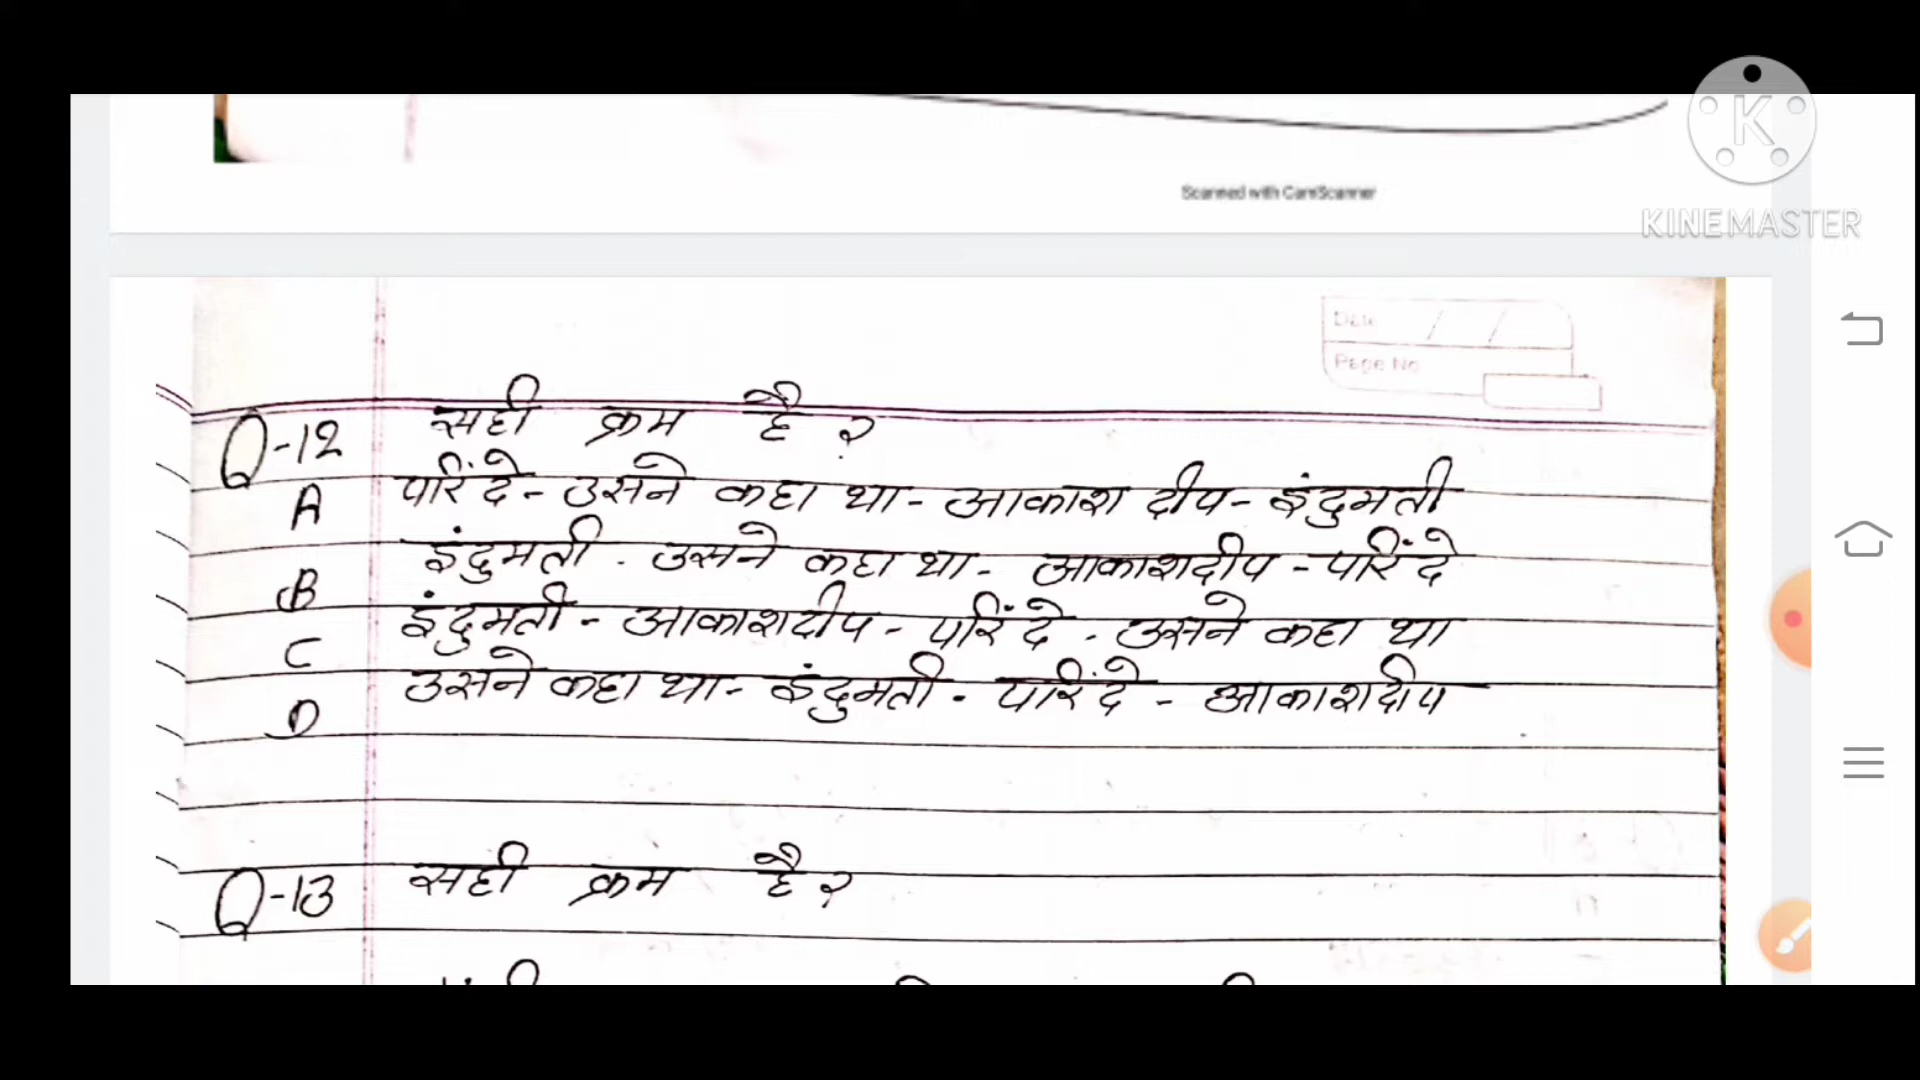 Scanned with CamScanner
K
KINEMASTER
Date / /
Page No
Q-12 सही क्रम है?
A परिंदे - उसने कहा था - आकाश दीप - इंदुमती
B इंदुमती - उसने कहा था - आकाशदीप - परिंदे
C इंदुमती - आकाशदीप - परिंदे - उसने कहा था
D उसने कहा था - इंदुमती - परिंदे - आकाशदीप
Q-13 सही क्रम है?